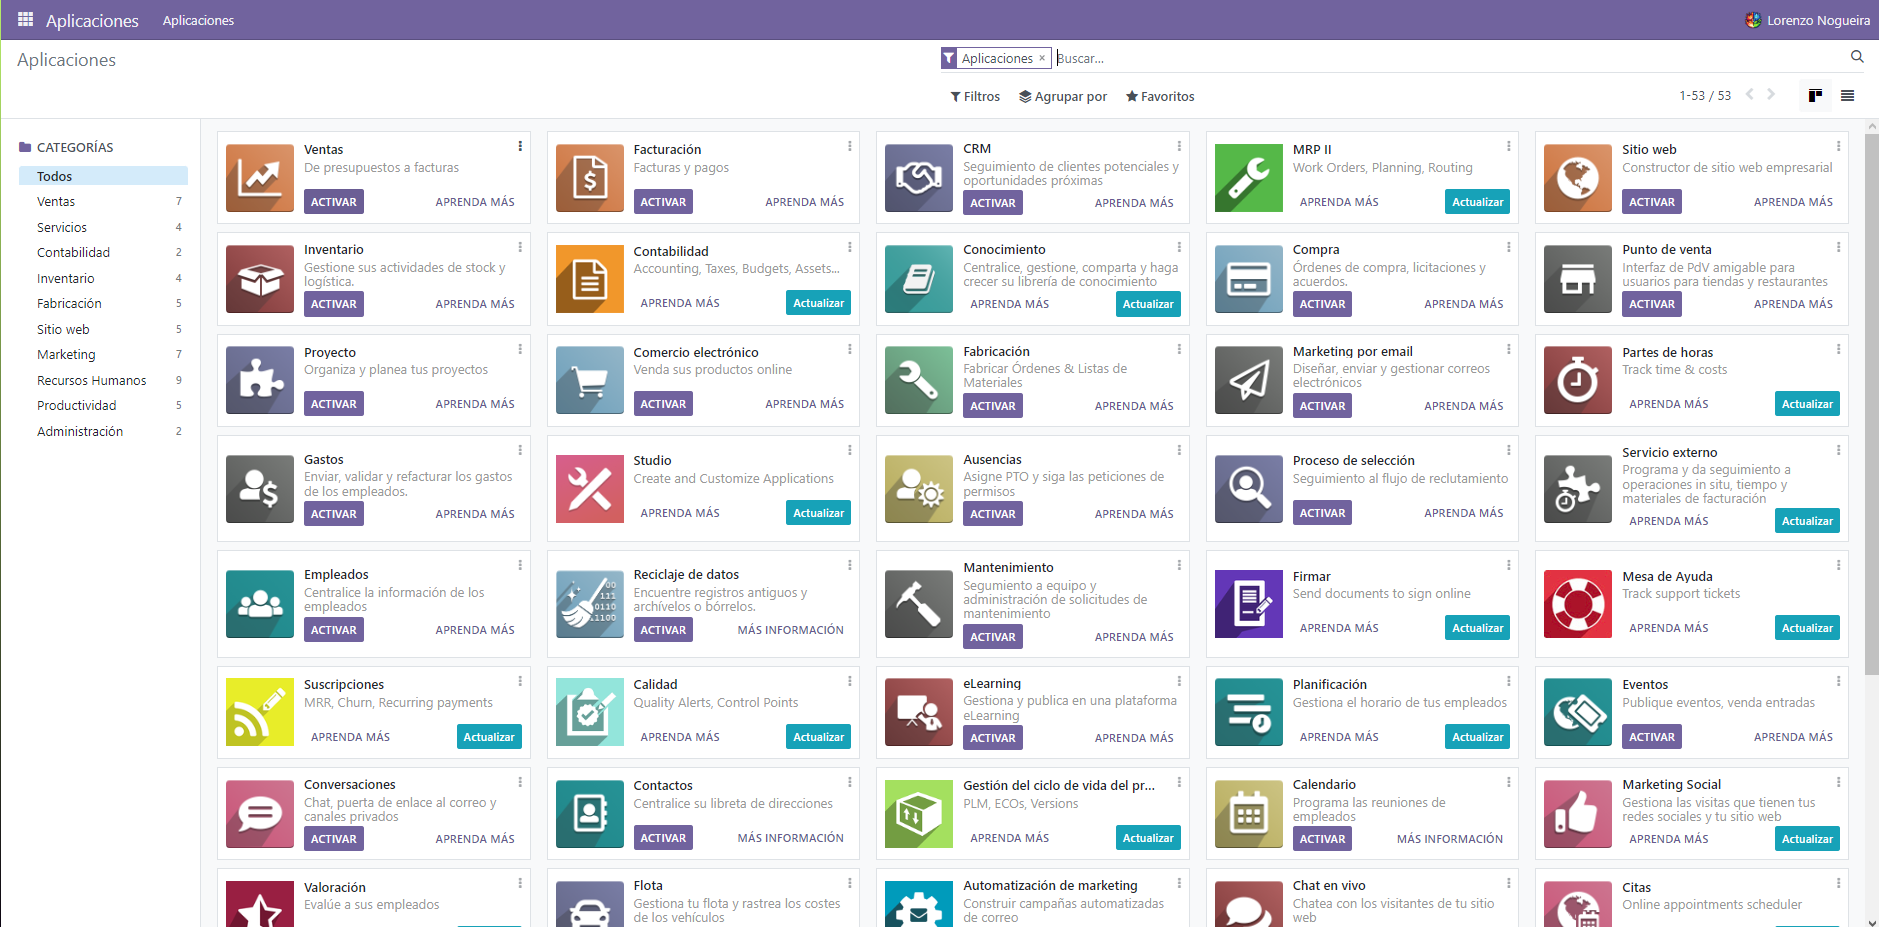 Aplicaciones Aplicaciones Lorenzo Nogueira
Aplicaciones
Aplicaciones × Buscar...
Filtros Agrupar por Favoritos 1-53 / 53
CATEGORÍAS
Todos
Ventas 7
Servicios 4
Contabilidad 2
Inventario 4
Fabricación 5
Sitio web 5
Marketing 7
Recursos Humanos 9
Productividad 5
Administración 2
Ventas
De presupuestos a facturas
ACTIVAR APRENDA MÁS
Facturación
Facturas y pagos
ACTIVAR APRENDA MÁS
CRM
Seguimiento de clientes potenciales y
oportunidades próximas
ACTIVAR APRENDA MÁS
MRP II
Work Orders, Planning, Routing
APRENDA MÁS Actualizar
Sitio web
Constructor de sitio web empresarial
ACTIVAR APRENDA MÁS
Inventario
Gestione sus actividades de stock y
logística.
ACTIVAR APRENDA MÁS
Contabilidad
Accounting, Taxes, Budgets, Assets...
APRENDA MÁS Actualizar
Conocimiento
Centralice, gestione, comparta y haga
crecer su librería de conocimiento
APRENDA MÁS Actualizar
Compra
Órdenes de compra, licitaciones y
acuerdos.
ACTIVAR APRENDA MÁS
Punto de venta
Interfaz de PdV amigable para
usuarios para tiendas y restaurantes
ACTIVAR APRENDA MÁS
Proyecto
Organiza y planea tus proyectos
ACTIVAR APRENDA MÁS
Comercio electrónico
Venda sus productos online
ACTIVAR APRENDA MÁS
Fabricación
Fabricar Órdenes & Listas de
Materiales
ACTIVAR APRENDA MÁS
Marketing por email
Diseñar, enviar y gestionar correos
electrónicos
ACTIVAR APRENDA MÁS
Partes de horas
Track time & costs
APRENDA MÁS Actualizar
Gastos
Enviar, validar y refacturar los gastos
de los empleados.
ACTIVAR APRENDA MÁS
Studio
Create and Customize Applications
APRENDA MÁS Actualizar
Ausencias
Asigne PTO y siga las peticiones de
permisos
ACTIVAR APRENDA MÁS
Proceso de selección
Seguimiento al flujo de reclutamiento
ACTIVAR APRENDA MÁS
Servicio externo
Programa y da seguimiento a
operaciones in situ, tiempo y
materiales de facturación
APRENDA MÁS Actualizar
Empleados
Centralice la información de los
empleados
ACTIVAR APRENDA MÁS
Reciclaje de datos
Encuentre registros antiguos y
archívelos o bórrelos.
ACTIVAR MÁS INFORMACIÓN
Mantenimiento
Segumiento a equipo y
administración de solicitudes de
mantenimiento
ACTIVAR APRENDA MÁS
Firmar
Send documents to sign online
APRENDA MÁS Actualizar
Mesa de Ayuda
Track support tickets
APRENDA MÁS Actualizar
Suscripciones
MRR, Churn, Recurring payments
APRENDA MÁS Actualizar
Calidad
Quality Alerts, Control Points
APRENDA MÁS Actualizar
eLearning
Gestiona y publica en una plataforma
eLearning
ACTIVAR APRENDA MÁS
Planificación
Gestiona el horario de tus empleados
APRENDA MÁS Actualizar
Eventos
Publique eventos, venda entradas
ACTIVAR APRENDA MÁS
Conversaciones
Chat, puerta de enlace al correo y
canales privados
ACTIVAR APRENDA MÁS
Contactos
Centralice su libreta de direcciones
ACTIVAR MÁS INFORMACIÓN
Gestión del ciclo de vida del pr...
PLM, ECOs, Versions
APRENDA MÁS Actualizar
Calendario
Programa las reuniones de
empleados
ACTIVAR MÁS INFORMACIÓN
Marketing Social
Gestiona las visitas que tienen tus
redes sociales y tu sitio web
APRENDA MÁS Actualizar
Valoración
Evalúe a sus empleados
Flota
Gestiona tu flota y rastrea los costes
de los vehículos
Automatización de marketing
Construir campañas automatizadas
de correo
Chat en vivo
Chatea con los visitantes de tu sitio
web
Citas
Online appointments scheduler